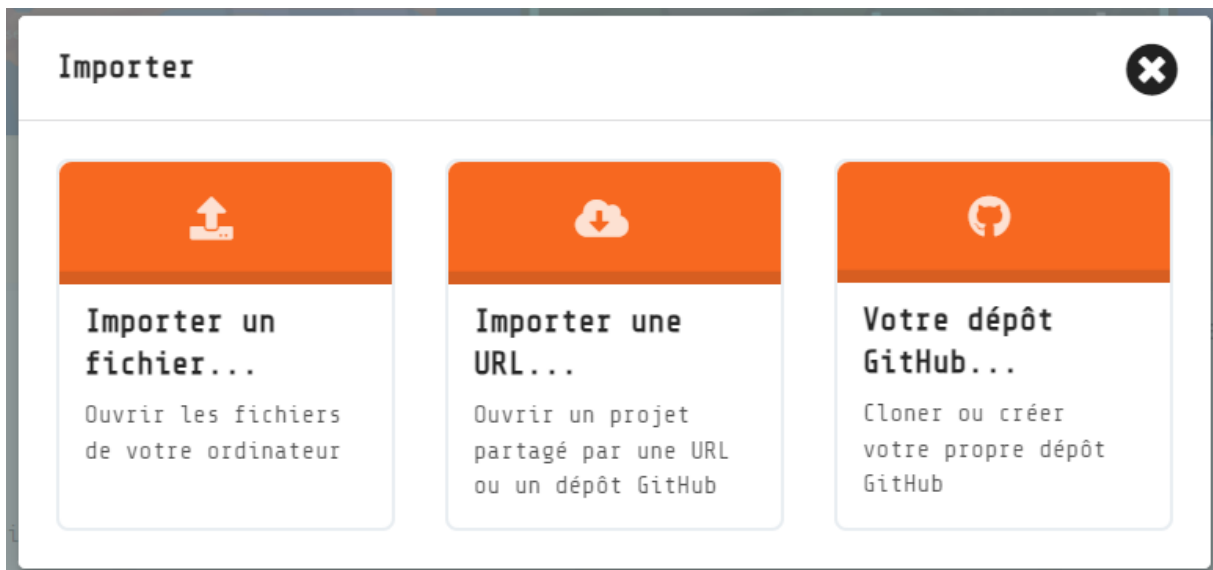 Importer
Importer un
fichier...
Ouvrir les fichiers
de votre ordinateur
Importer une
URL...
Ouvrir un projet
partagé par une URL
ou un dépôt GitHub
Votre dépôt
GitHub...
Cloner ou créer
votre propre dépôt
GitHub